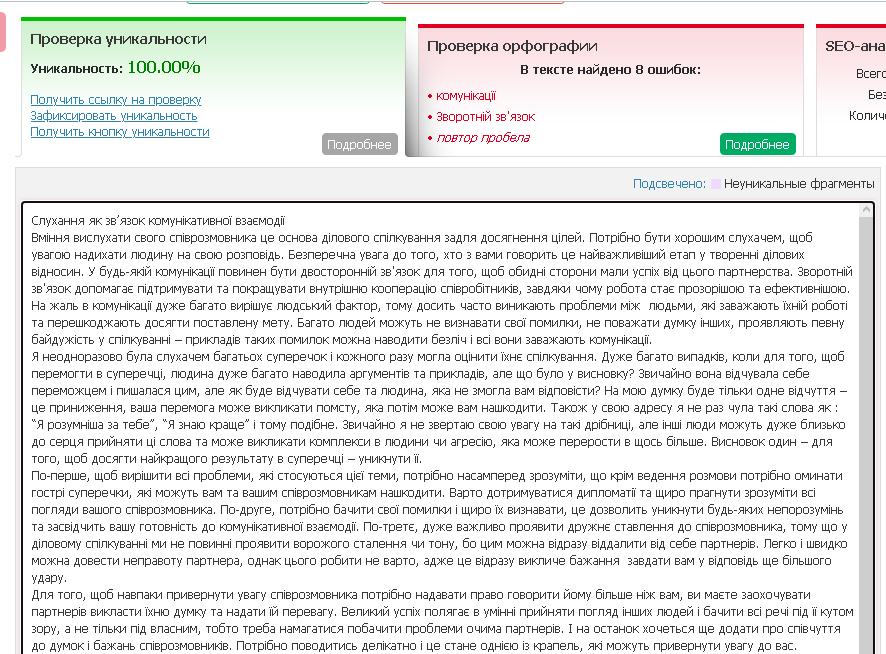 Проверка уникальности
Уникальность: 100.00%
Получить ссылку на проверку
Зафиксировать уникальность
Получить кнопку уникальности
Подробнее
Проверка орфографии
В тексте найдено 8 ошибок:
• комунікації
• Зворотній зв'язок
• повтор пробела
Подробнее
SEO-ана
Всего
Без
Количе
Подсвечено: Неуникальные фрагменты
Слухання як зв’язок комунікативної взаємодії
Вміння вислухати свого співрозмовника це основа ділового спілкування задля досягнення цілей. Потрібно бути хорошим слухачем, щоб
увагою надихати людину на свою розповідь. Безперечна увага до того, хто з вами говорить це найважливіший етап у творенні ділових
відносин. У будь-якій комунікації повинен бути двосторонній зв'язок для того, щоб обидні сторони мали успіх від цього партнерства. Зворотній
зв'язок допомагає підтримувати та покращувати внутрішню кооперацію співробітників, завдяки чому робота стає прозорішою та ефективнішою.
На жаль в комунікації дуже багато вирішує людський фактор, тому досить часто виникають проблеми між  людьми, які заважають їхній роботі
та перешкоджають досягти поставлену мету. Багато людей можуть не визнавати свої помилки, не поважати думку інших, проявляють певну
байдужість у спілкуванні – прикладів таких помилок можна наводити безліч і всі вони заважають комунікації.
Я неодноразово була слухачем багатьох суперечок і кожного разу могла оцінити їхнє спілкування. Дуже багато випадків, коли для того, щоб
перемогти в суперечці, людина дуже багато наводила аргументів та прикладів, але що було у висновку? Звичайно вона відчувала себе
переможцем і пишалася цим, але як буде відчувати себе та людина, яка не змогла вам відповісти? На мою думку буде тільки одне відчуття –
це приниження, ваша перемога може викликати помсту, яка потім може вам нашкодити. Також у свою адресу я не раз чула такі слова як :
“Я розумніша за тебе”, “Я знаю краще” і тому подібне. Звичайно я не звертаю свою увагу на такі дрібниці, але інші люди можуть дуже близько
до серця прийняти ці слова та може викликати комплекси в людини чи агресію, яка може перерости в щось більше. Висновок один – для
того, щоб досягти найкращого результату в суперечці – уникнути її.
По-перше, щоб вирішити всі проблеми, які стосуються цієї теми, потрібно насамперед зрозуміти, що крім ведення розмови потрібно оминати
гострі суперечки, які можуть вам та вашим співрозмовникам нашкодити. Варто дотримуватися дипломатії та щиро прагнути зрозуміти всі
погляди вашого співрозмовника. По-друге, потрібно бачити свої помилки і щиро їх визнавати, це дозволить уникнути будь-яких непорозумінь
та засвідчить вашу готовність до комунікативної взаємодії. По-третє, дуже важливо проявити дружнє ставлення до співрозмовника, тому що у
діловому спілкуванні ми не повинні проявити ворожого сталення чи тону, бо цим можна відразу віддалити від себе партнерів. Легко і швидко
можна довести неправоту партнера, однак цього робити не варто, адже це відразу викличе бажання  завдати вам у відповідь ще більшого
удару.
Для того, щоб навпаки привернути увагу співрозмовника потрібно надавати право говорити йому більше ніж вам, ви маєте заохочувати
партнерів викласти їхню думку та надати їй перевагу. Великий успіх полягає в умінні прийняти погляд інших людей і бачити всі речі під її кутом
зору, а не тільки під власним, тобто треба намагатися побачити проблеми очима партнерів. І на останок хочеться ще додати про співчуття
до думок і бажань співрозмовників. Потрібно поводитись делікатно і це стане однією із крапель, які можуть привернути увагу до вас.